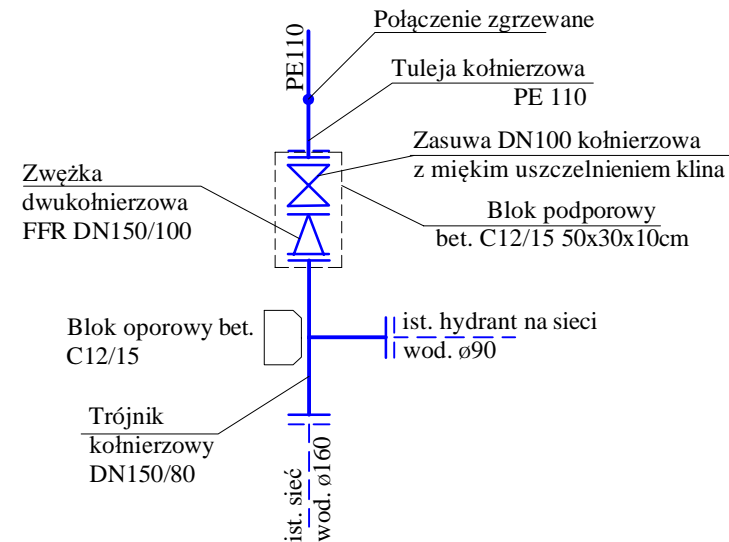 Połączenie zgrzewane
PE110
Tuleja kołnierzowa
PE 110
Zasuwa DN100 kołnierzowa
z miękim uszczelnieniem klina
Zwężka
dwukołnierzowa
FFR DN150/100
Blok podporowy
bet. C12/15 50x30x10cm
Blok oporowy bet.
C12/15
ist. hydrant na sieci
wod. ø90
Trójnik
kołnierzowy
DN150/80
ist. sieć
wod. ø160